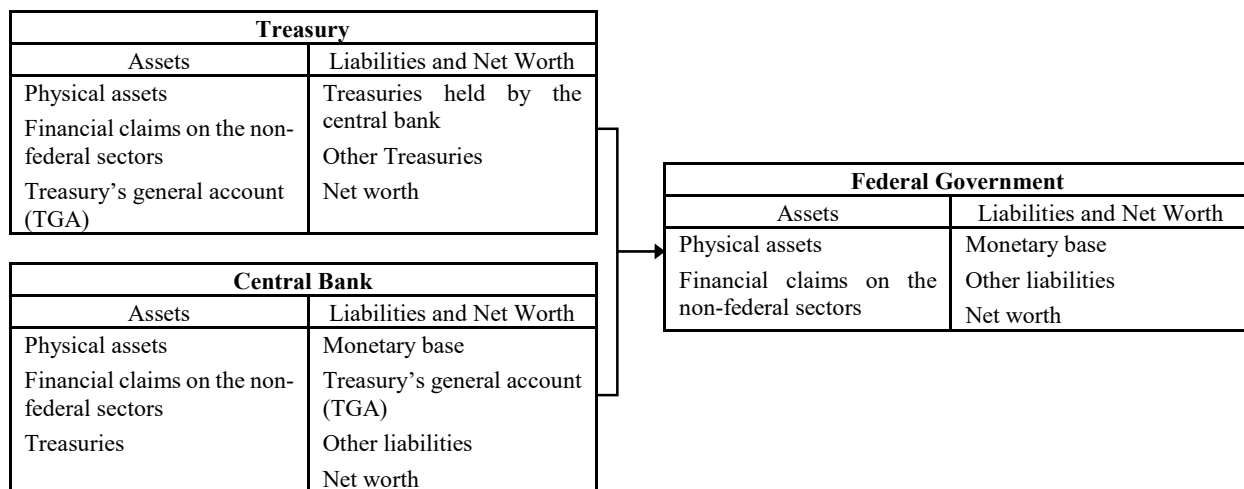 Treasury
Assets
Liabilities and Net Worth
Physical assets
Financial claims on the non-
federal sectors
Treasury’s general account
(TGA)
Treasuries held by the
central bank
Other Treasuries
Net worth
Central Bank
Assets
Liabilities and Net Worth
Physical assets
Financial claims on the non-
federal sectors
Treasuries
Monetary base
Treasury’s general account
(TGA)
Other liabilities
Net worth
Federal Government
Assets
Liabilities and Net Worth
Physical assets
Financial claims on the
non-federal sectors
Monetary base
Other liabilities
Net worth